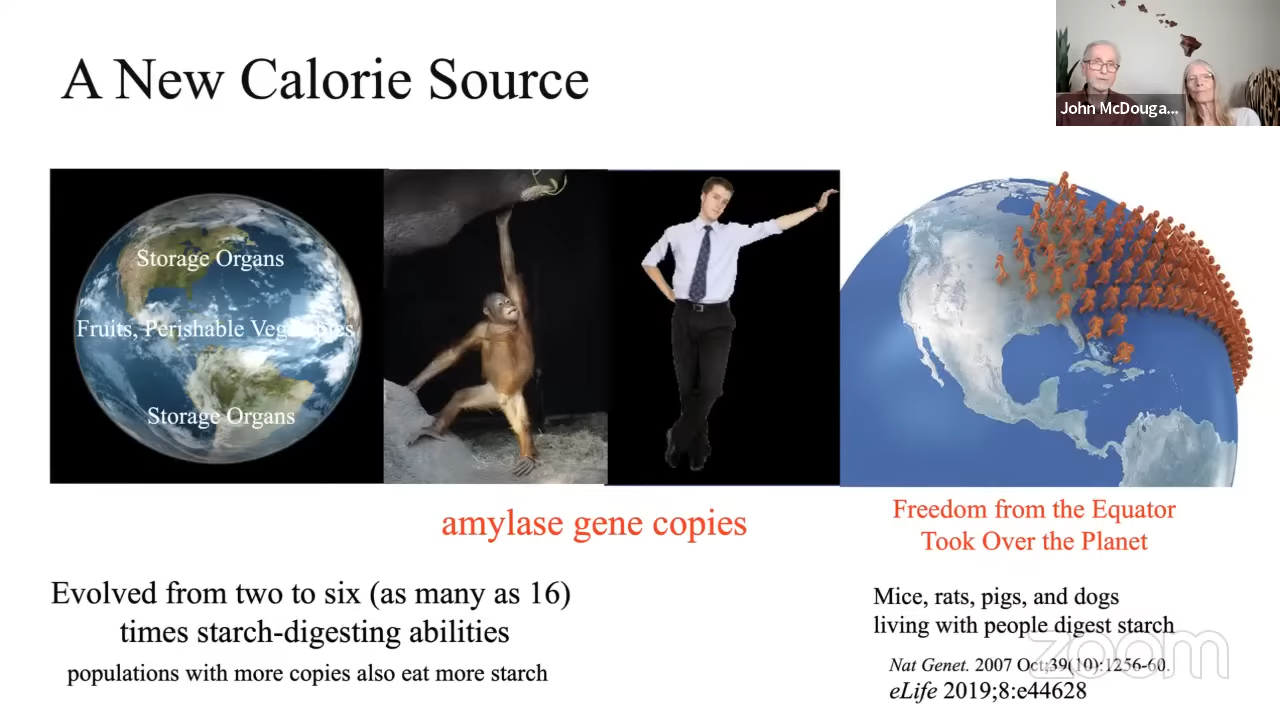 A New Calorie Source
John McDouga...
Storage Organs
Fruits, Perishable Vegetables
Storage Organs
amylase gene copies
Freedom from the Equator
Took Over the Planet
Evolved from two to six (as many as 16)
times starch-digesting abilities
populations with more copies also eat more starch
Mice, rats, pigs, and dogs
living with people digest starch
Nat Genet. 2007 Oct;39(10):1256-60.
eLife 2019;8:e44628
zoom